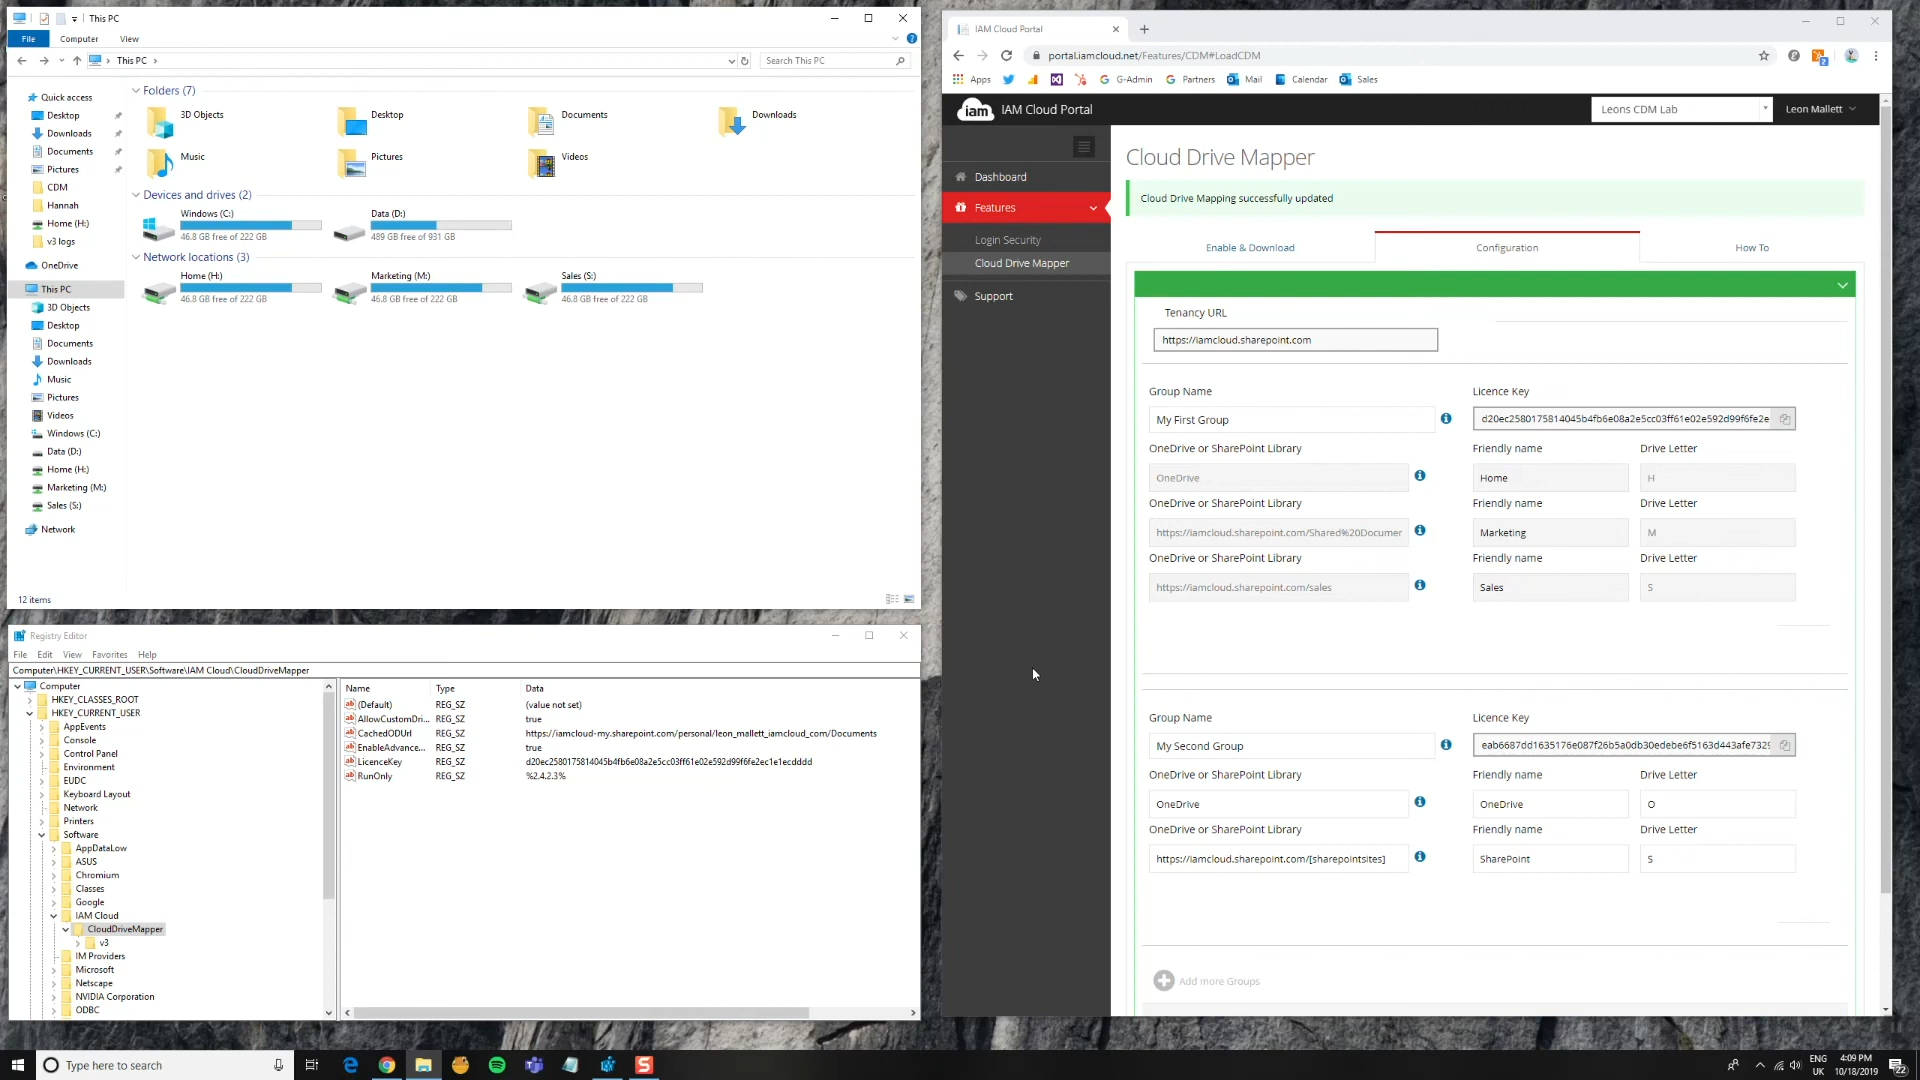 This PC
File Computer View
This PC
Search This PC
Quick access
Desktop
Downloads
Documents
Pictures
CDM
Hannah
Home (H:)
v3 logs
OneDrive
This PC
3D Objects
Desktop
Documents
Downloads
Music
Pictures
Videos
Windows (C:)
Data (D:)
Home (H:)
Marketing (M:)
Sales (S:)
Network
Folders (7)
3D Objects
Desktop
Documents
Downloads
Music
Pictures
Videos
Devices and drives (2)
Windows (C:)
46.8 GB free of 222 GB
Data (D:)
489 GB free of 931 GB
Network locations (3)
Home (H:)
46.8 GB free of 222 GB
Marketing (M:)
46.8 GB free of 222 GB
Sales (S:)
46.8 GB free of 222 GB
12 items
Registry Editor
File Edit View Favorites Help
Computer\HKEY_CURRENT_USER\Software\IAM Cloud\CloudDriveMapper
Computer
HKEY_CLASSES_ROOT
HKEY_CURRENT_USER
AppEvents
Console
Control Panel
Environment
EUDC
Keyboard Layout
Network
Printers
Software
AppDataLow
ASUS
Chromium
Classes
Google
IAM Cloud
CloudDriveMapper
v3
IM Providers
Microsoft
Netscape
NVIDIA Corporation
ODBC
Name Type Data
(Default) REG_SZ (value not set)
AllowCustomDri... REG_SZ true
CachedODUrl REG_SZ https://iamcloud-my.sharepoint.com/personal/leon_mallett_iamcloud_com/Documents
EnableAdvance... REG_SZ true
LicenceKey REG_SZ d20ec2580175814045b4fb6e08a2e5cc03ff61e02e592d99f6fe2ec1e1ecdddd
RunOnly REG_SZ %2.4.2.3%
IAM Cloud Portal
portal.iamcloud.net/Features/CDM#LoadCDM
Apps G-Admin Partners Mail Calendar Sales
iam IAM Cloud Portal
Leons CDM Lab
Leon Mallett
Dashboard
Features
Login Security
Cloud Drive Mapper
Support
Cloud Drive Mapper
Cloud Drive Mapping successfully updated
Enable & Download Configuration How To
Tenancy URL
https://iamcloud.sharepoint.com
Group Name Licence Key
My First Group d20ec2580175814045b4fb6e08a2e5cc03ff61e02e592d99f6fe2e
OneDrive or SharePoint Library Friendly name Drive Letter
OneDrive Home H
OneDrive or SharePoint Library Friendly name Drive Letter
https://iamcloud.sharepoint.com/Shared%20Documer Marketing M
OneDrive or SharePoint Library Friendly name Drive Letter
https://iamcloud.sharepoint.com/sales Sales S
Group Name Licence Key
My Second Group eab6687dd1635176e087f26b5a0db30edebe6f5163d443afe7329
OneDrive or SharePoint Library Friendly name Drive Letter
OneDrive OneDrive O
OneDrive or SharePoint Library Friendly name Drive Letter
https://iamcloud.sharepoint.com/[sharepointsites] SharePoint S
Add more Groups
Type here to search
ENG
UK
4:09 PM
10/18/2019
22